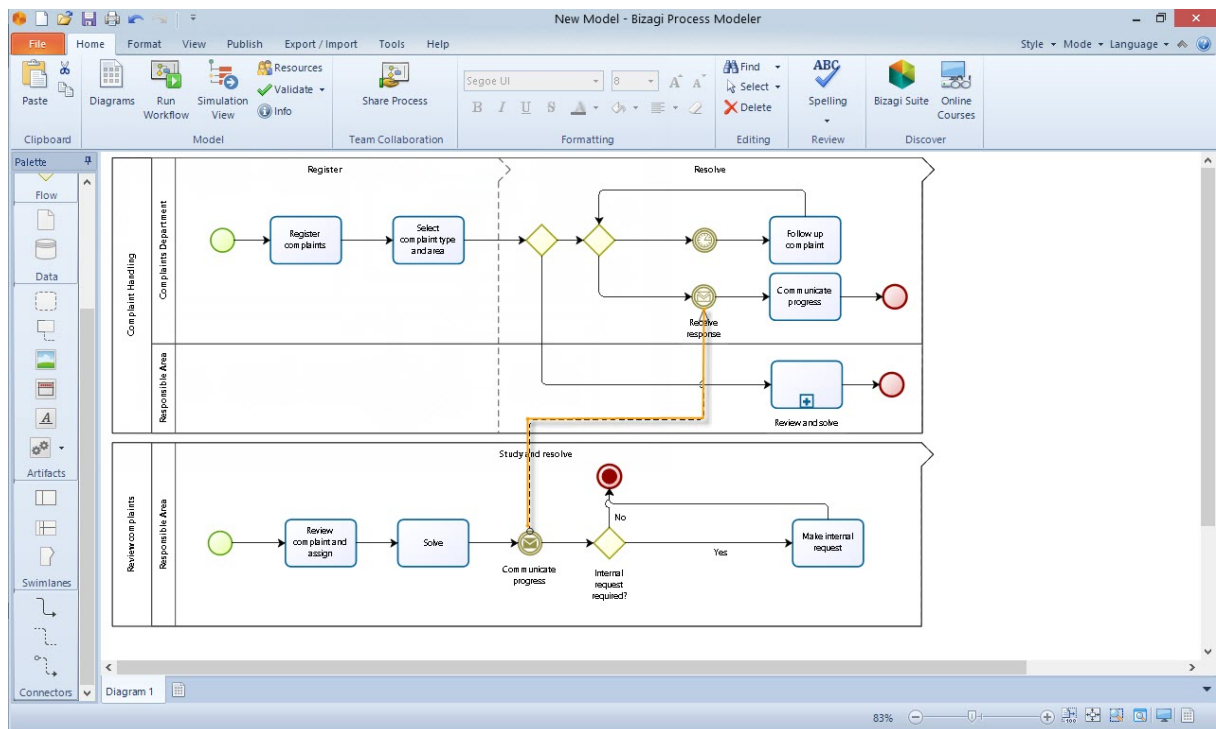 New Model - Bizagi Process Modeler
File Home Format View Publish Export / Import Tools Help
Style Mode Language
Paste
Clipboard
Diagrams
Run
Workflow
Simulation
View
Resources
Validate
Info
Model
Share Process
Team Collaboration
Segoe UI 8 A A
B I U S A
Formatting
Find
Select
Delete
Editing
ABC
Spelling
Review
Bizagi Suite
Online
Courses
Discover
Palette
Flow
Data
A
Artifacts
Swimlanes
Connectors
Complaint Handling
Complaints Department
Responsible Area
Register
Resolve
Register
complaints
Select
complaint type
and area
Follow up
complaint
Communicate
progress
Receive
response
Review and solve
Review complaints
Responsible Area
Study and resolve
Review
complaint and
assign
Solve
Communicate
progress
No
Internal
request
required?
Yes
Make internal
request
Diagram 1
83%
100